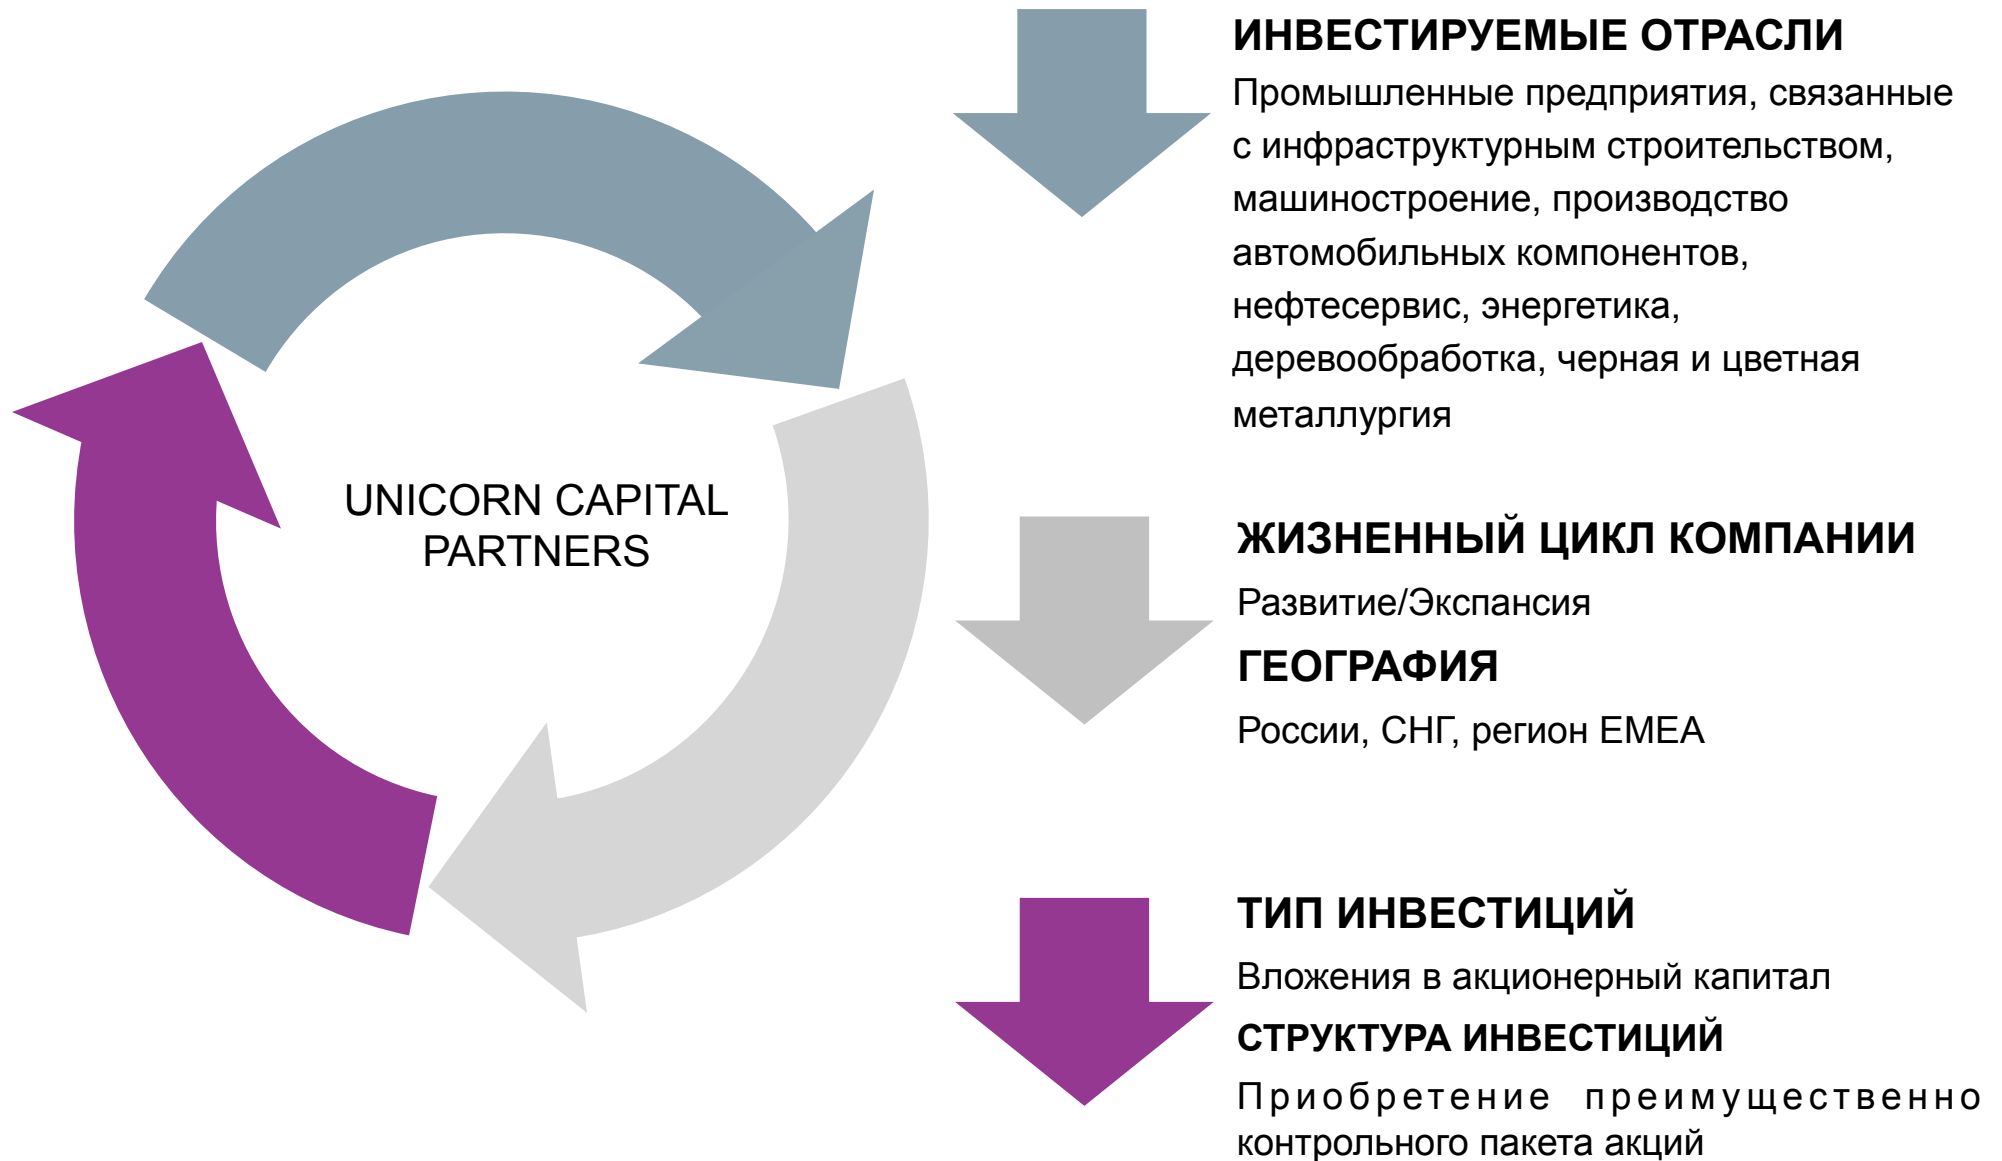 UNICORN CAPITAL
PARTNERS
ИНВЕСТИРУЕМЫЕ ОТРАСЛИ
Промышленные предприятия, связанные
с инфраструктурным строительством,
машиностроение, производство
автомобильных компонентов,
нефтесервис, энергетика,
деревообработка, черная и цветная
металлургия
ЖИЗНЕННЫЙ ЦИКЛ КОМПАНИИ
Развитие/Экспансия
ГЕОГРАФИЯ
России, СНГ, регион EMEA
ТИП ИНВЕСТИЦИЙ
Вложения в акционерный капитал
СТРУКТУРА ИНВЕСТИЦИЙ
Приобретение преимущественно
контрольного пакета акций